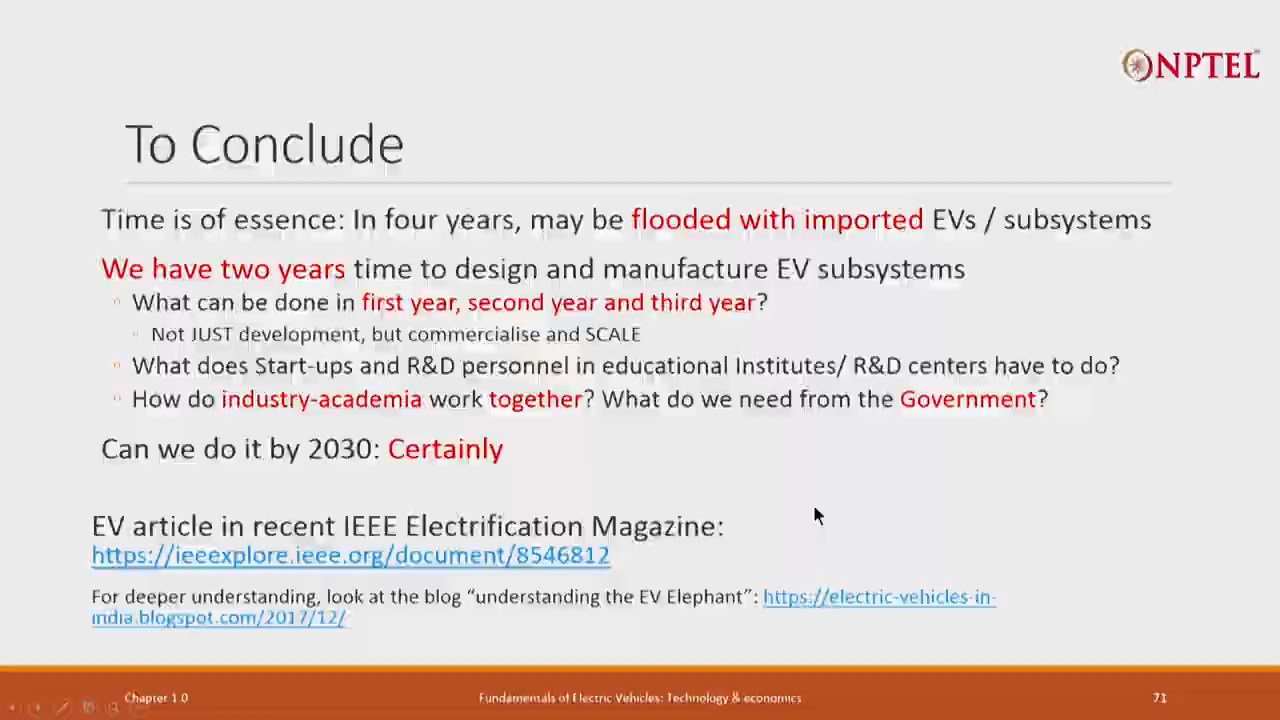 NPTEL
To Conclude
Time is of essence: In four years, may be flooded with imported EVs / subsystems
We have two years time to design and manufacture EV subsystems
What can be done in first year, second year and third year?
Not JUST development, but commercialise and SCALE
What does Start-ups and R&D personnel in educational Institutes/ R&D centers have to do?
How do industry-academia work together? What do we need from the Government?
Can we do it by 2030: Certainly
EV article in recent IEEE Electrification Magazine:
https://ieeexplore.ieee.org/document/8546812
For deeper understanding, look at the blog “understanding the EV Elephant”: https://electric-vehicles-in-
india.blogspot.com/2017/12/
Chapter 1.0 Fundamentals of Electric Vehicles: Technology & economics 71